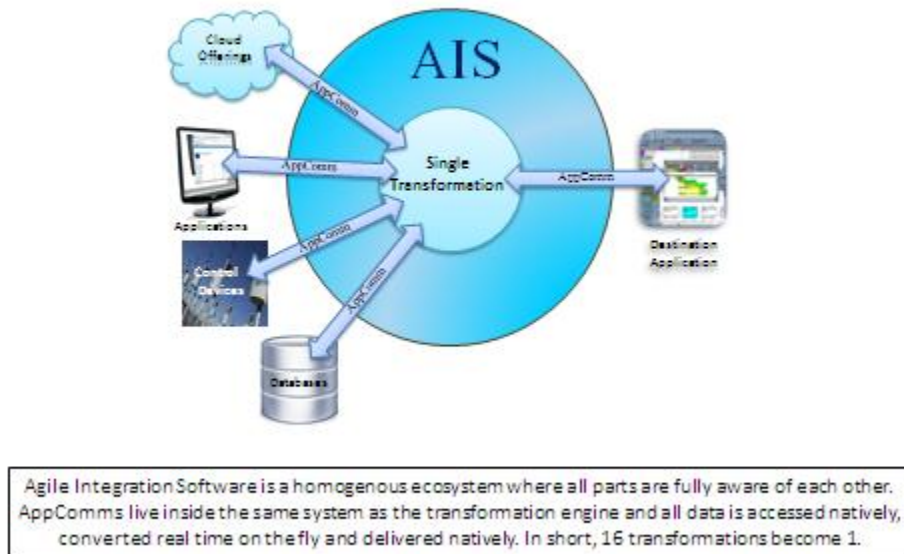 Cloud
Offerings
AIS
AppComm
AppComm
Single
Transformation
AppComm
Applications
AppComm
Control
Devices
Destination
Application
AppComm
Databases
Agile Integration Software is a homogenous ecosystem where all parts are fully aware of each other.
AppComms live inside the same system as the transformation engine and all data is accessed natively,
converted real time on the fly and delivered natively. In short, 16 transformations become 1.